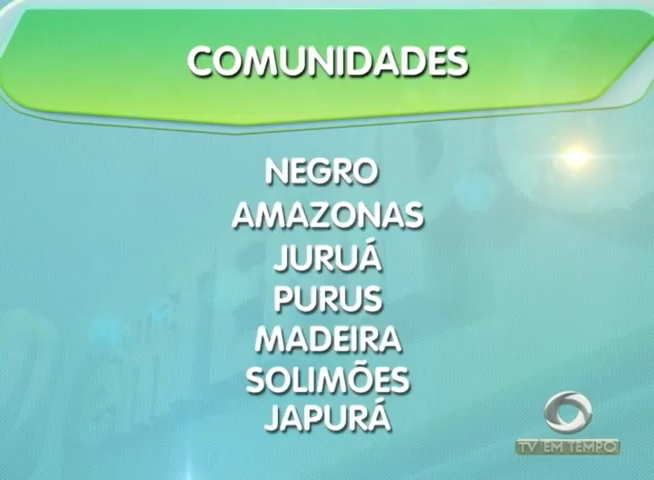 COMUNIDADES
NEGRO
AMAZONAS
JURUÁ
PURUS
MADEIRA
SOLIMÕES
JAPURÁ
TV EM TEMPO